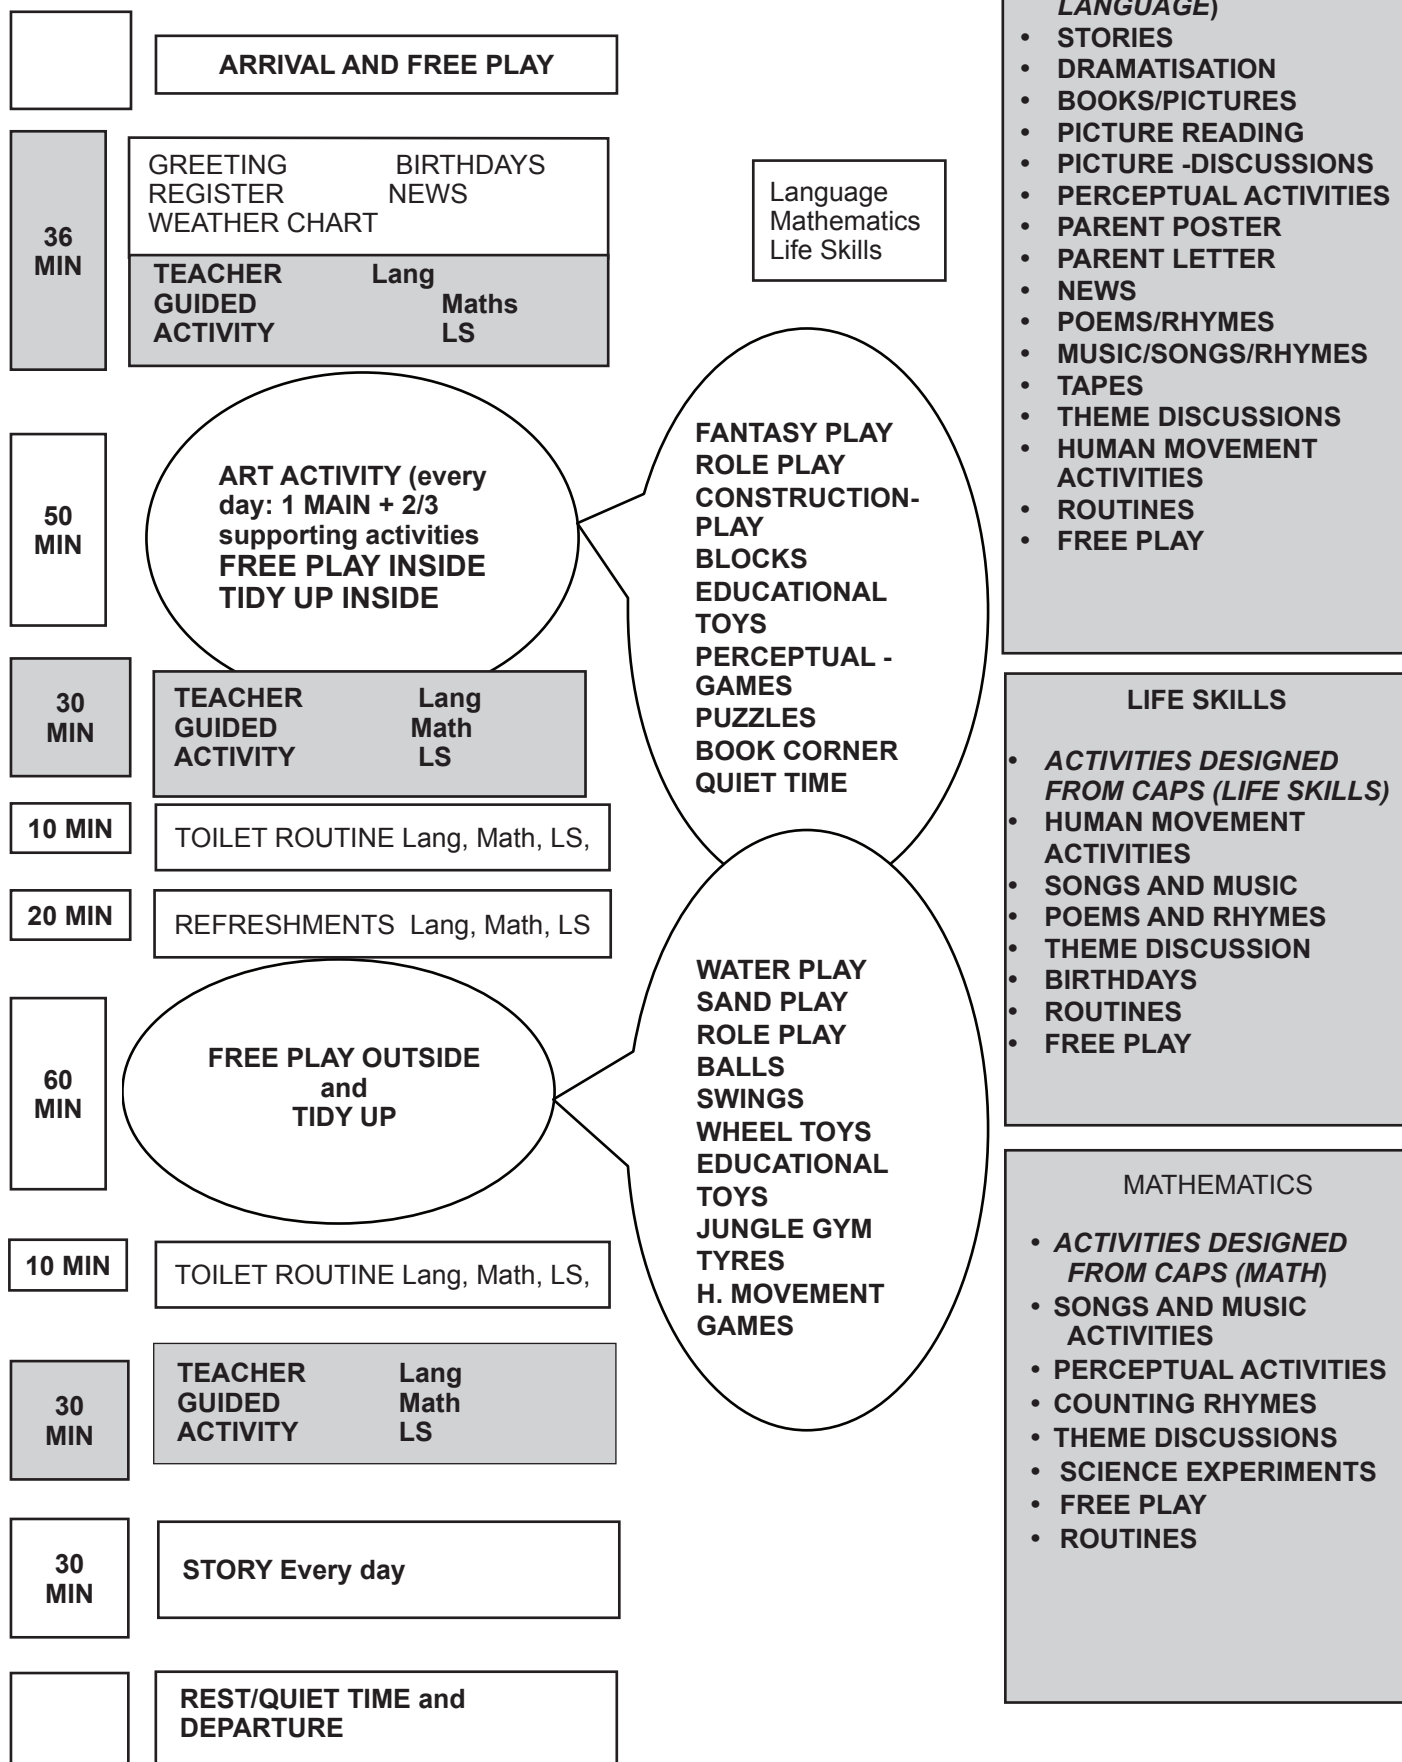 ARRIVAL AND FREE PLAY
36
MIN
GREETING BIRTHDAYS
REGISTER NEWS
WEATHER CHART
TEACHER Lang
GUIDED Maths
ACTIVITY LS
50
MIN
ART ACTIVITY (every
day: 1 MAIN + 2/3
supporting activities
FREE PLAY INSIDE
TIDY UP INSIDE
30
MIN
TEACHER Lang
GUIDED Math
ACTIVITY LS
10 MIN
TOILET ROUTINE Lang, Math, LS,
20 MIN
REFRESHMENTS Lang, Math, LS
60
MIN
FREE PLAY OUTSIDE
and
TIDY UP
10 MIN
TOILET ROUTINE Lang, Math, LS,
30
MIN
TEACHER Lang
GUIDED Math
ACTIVITY LS
30
MIN
STORY Every day
REST/QUIET TIME and
DEPARTURE
Language
Mathematics
Life Skills
FANTASY PLAY
ROLE PLAY
CONSTRUCTION-
PLAY
BLOCKS
EDUCATIONAL
TOYS
PERCEPTUAL -
GAMES
PUZZLES
BOOK CORNER
QUIET TIME
WATER PLAY
SAND PLAY
ROLE PLAY
BALLS
SWINGS
WHEEL TOYS
EDUCATIONAL
TOYS
JUNGLE GYM
TYRES
H. MOVEMENT
GAMES
LANGUAGE)
• STORIES
• DRAMATISATION
• BOOKS/PICTURES
• PICTURE READING
• PICTURE -DISCUSSIONS
• PERCEPTUAL ACTIVITIES
• PARENT POSTER
• PARENT LETTER
• NEWS
• POEMS/RHYMES
• MUSIC/SONGS/RHYMES
• TAPES
• THEME DISCUSSIONS
• HUMAN MOVEMENT
ACTIVITIES
• ROUTINES
• FREE PLAY
LIFE SKILLS
• ACTIVITIES DESIGNED
FROM CAPS (LIFE SKILLS)
• HUMAN MOVEMENT
ACTIVITIES
• SONGS AND MUSIC
• POEMS AND RHYMES
• THEME DISCUSSION
• BIRTHDAYS
• ROUTINES
• FREE PLAY
MATHEMATICS
• ACTIVITIES DESIGNED
FROM CAPS (MATH)
• SONGS AND MUSIC
ACTIVITIES
• PERCEPTUAL ACTIVITIES
• COUNTING RHYMES
• THEME DISCUSSIONS
• SCIENCE EXPERIMENTS
• FREE PLAY
• ROUTINES